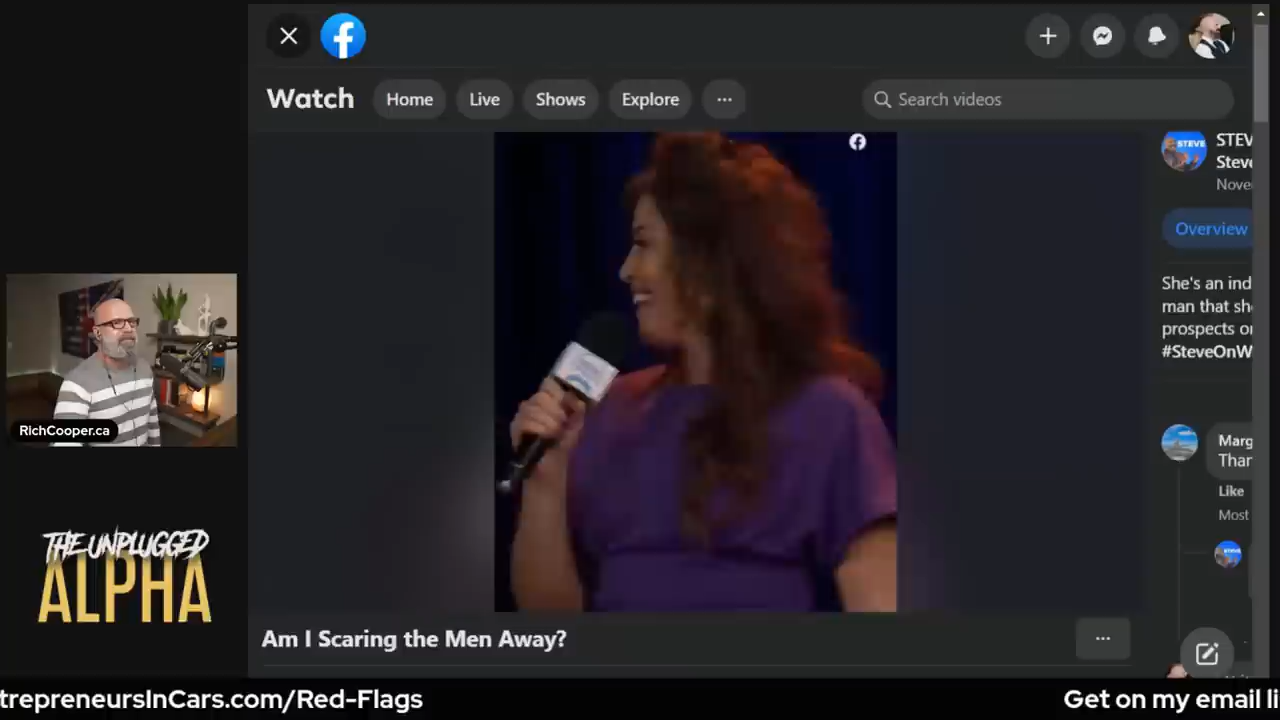 Watch
Home
Live
Shows
Explore
Search videos
STEV
Steve
Nove
Overview
She's an ind
man that sh
prospects or
#SteveOnW
Marg
Than
Like
Most
RichCooper.ca
THE UNPLUGGED
ALPHA
Am I Scaring the Men Away?
trepreneursInCars.com/Red-Flags
Get on my email li